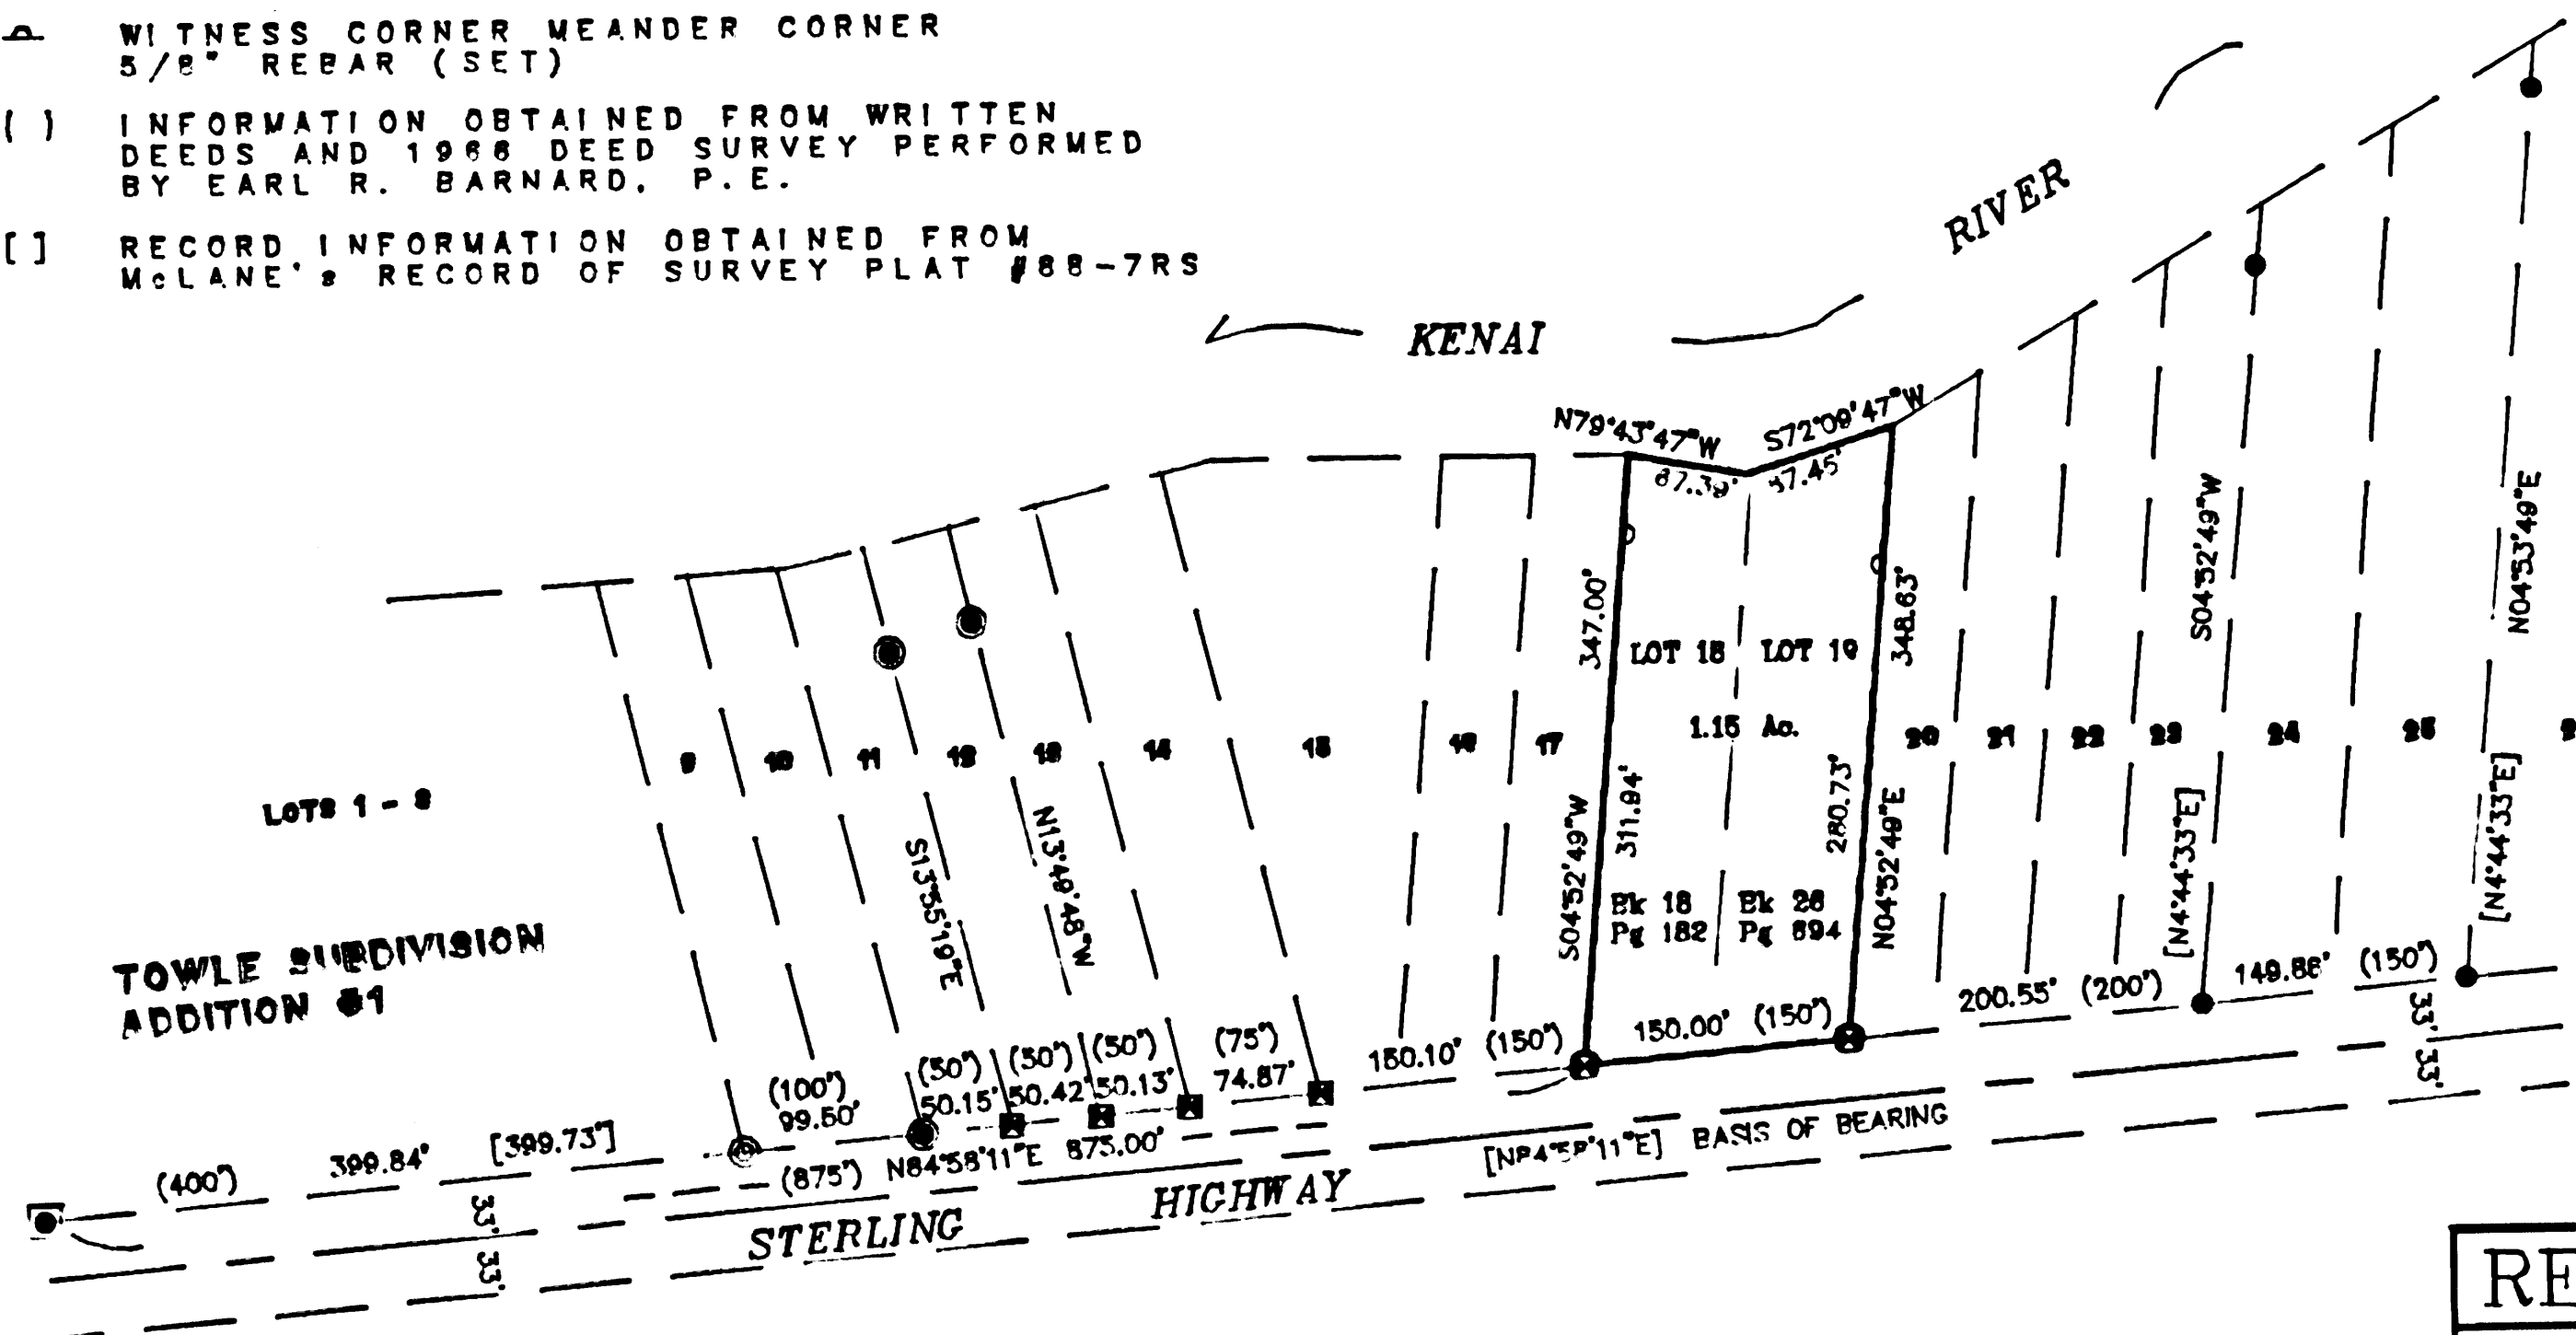 WITNESS CORNER MEANDER CORNER
5/8" REBAR (SET)
( ) INFORMATION OBTAINED FROM WRITTEN
DEEDS AND 1966 DEED SURVEY PERFORMED
BY EARL R. BARNARD, P.E.
[ ] RECORD INFORMATION OBTAINED FROM
McLANE's RECORD OF SURVEY PLAT #88-7RS
KENAI
RIVER
N79°43'47"W
87.39'
S72°09'47"W
347.00'
LOT 18
LOT 19
348.63'
1.15 Ac.
S04°52'49"W
311.94'
280.73'
N04°52'49"E
Bk 18
Pg 182
Bk 26
Pg 894
S04°52'49"W
[N4°44'33"E]
N04°53'49"E
[N4°44'33"E]
LOTS 1 - 8
9
10
11
12
13
14
15
16
17
20
21
22
23
24
25
S13°55'19"E
N13°49'48"W
TOWLE SUBDIVISION
ADDITION #1
(400')
399.84'
[399.73']
(100')
99.50'
(50')
50.15'
(50')
50.42'
(50')
50.13'
(75')
74.87'
150.10'
(150')
150.00'
(150')
200.55'
(200')
149.86'
(150')
33'
33'
33'
33'
(875')
N84°58'11"E
875.00'
[N84°58'11"E]
BASIS OF BEARING
STERLING
HIGHWAY
RE